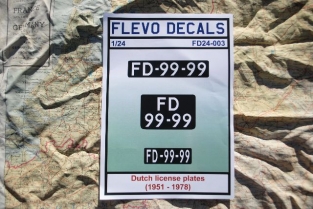 FLEVO DECALS
1/24 FD24-003
FD-99-99
FD
99-99
FD-99-99
Dutch license plates
(1951 - 1978)